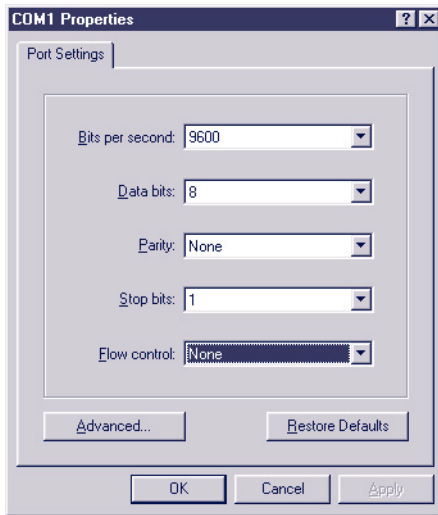 COM1 Properties
Port Settings
Bits per second: 9600
Data bits: 8
Parity: None
Stop bits: 1
Flow control: None
Advanced... Restore Defaults
OK Cancel Apply